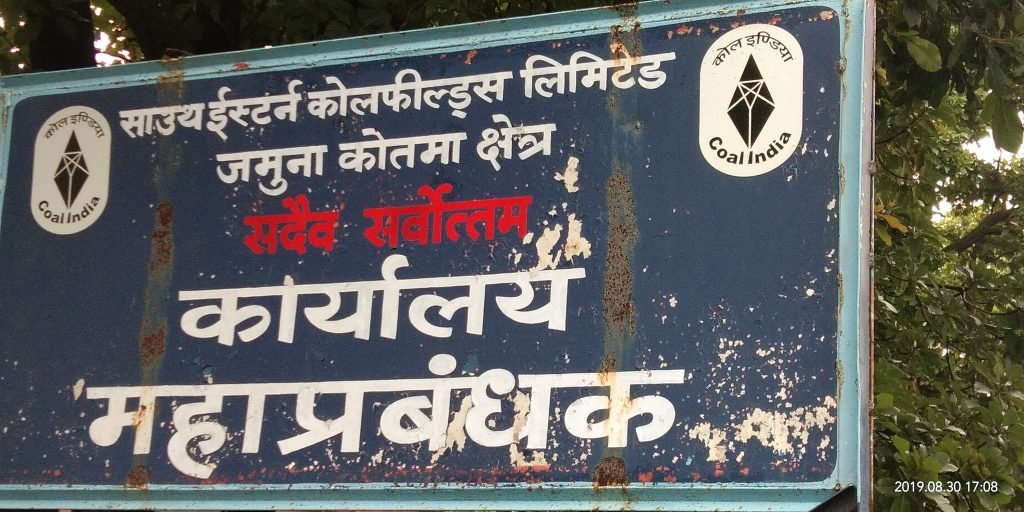 साउथ ईस्टर्न कोलफील्ड्स लिमिटेड
जमुना कोतमा क्षेत्र
सदैव सर्वोत्तम
कार्यालय
महाप्रबंधक
कोल इण्डिया
Coal India
कोल इण्डिया
Coal India
2019.08.30 17:08